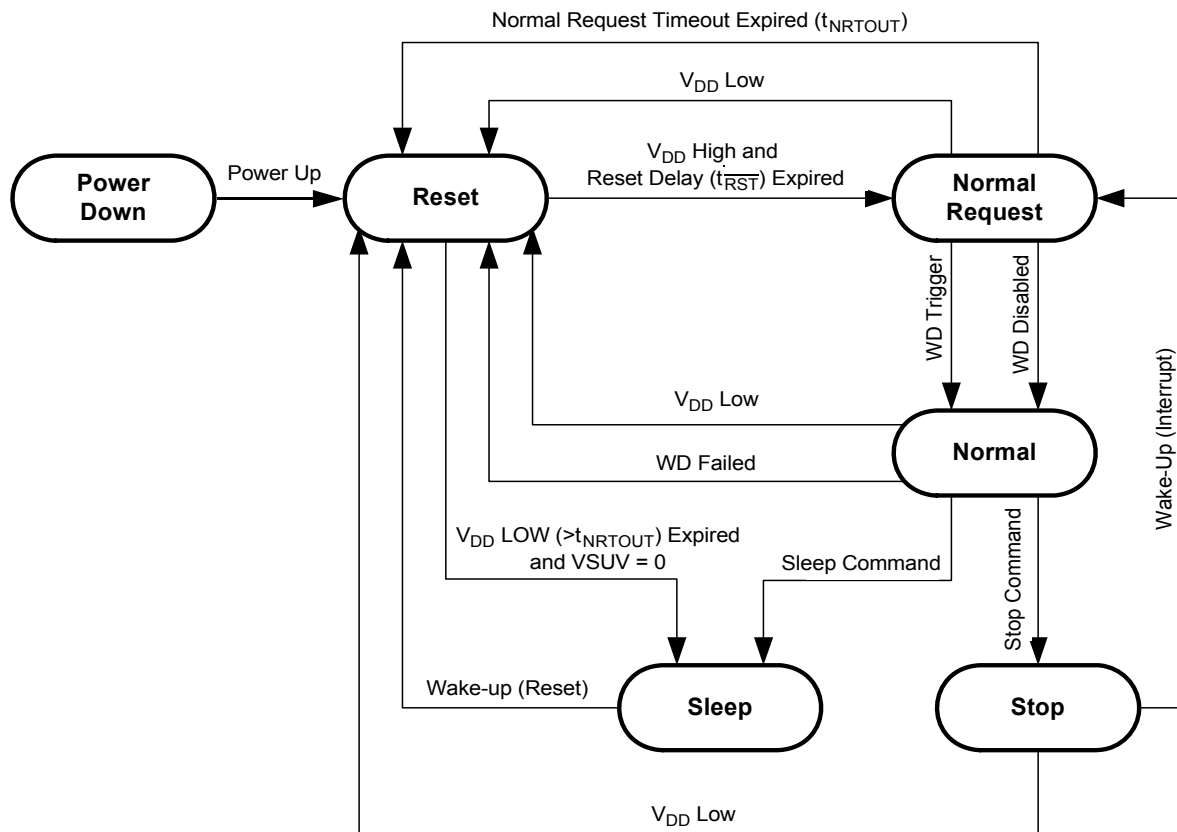 Normal Request Timeout Expired (tNRTOUT)
VDD Low
Power Down
Power Up
Reset
VDD High and
Reset Delay (tRST) Expired
Normal
Request
WD Trigger
WD Disabled
VDD Low
Normal
WD Failed
Wake-Up (Interrupt)
VDD LOW (>tNRTOUT) Expired
and VSUV = 0
Sleep Command
Stop Command
Wake-up (Reset)
Sleep
Stop
VDD Low